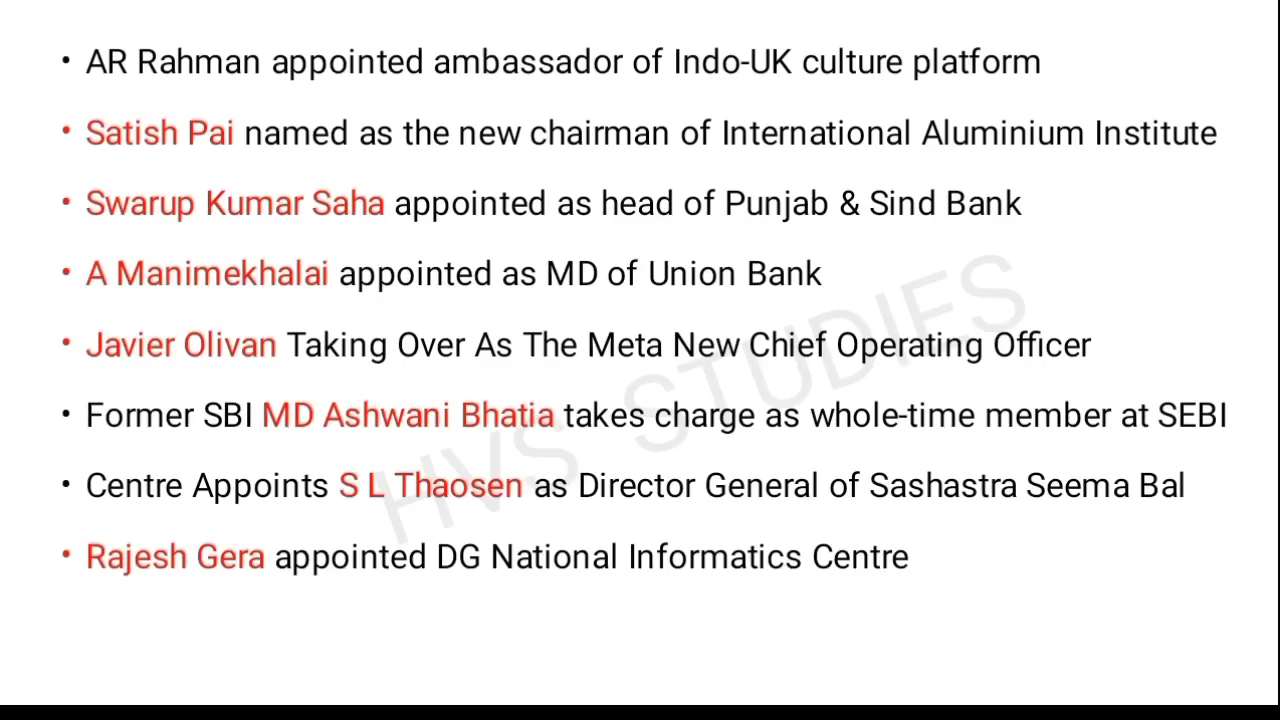 • AR Rahman appointed ambassador of Indo-UK culture platform
• Satish Pai named as the new chairman of International Aluminium Institute
• Swarup Kumar Saha appointed as head of Punjab & Sind Bank
• A Manimekhalai appointed as MD of Union Bank
• Javier Olivan Taking Over As The Meta New Chief Operating Officer
• Former SBI MD Ashwani Bhatia takes charge as whole-time member at SEBI
• Centre Appoints S L Thaosen as Director General of Sashastra Seema Bal
• Rajesh Gera appointed DG National Informatics Centre
HVS STUDIES